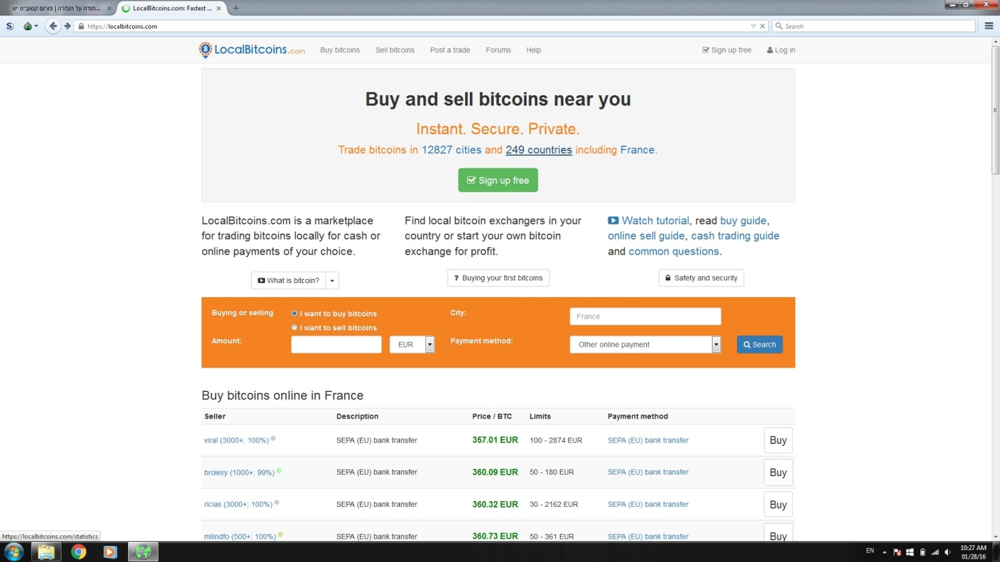 תודה על העזרה | פורום קנאביס יש...
LocalBitcoins.com: Fastest ...
https://localbitcoins.com
Search
LocalBitcoins.com Buy bitcoins Sell bitcoins Post a trade Forums Help Sign up free Log in
Buy and sell bitcoins near you
Instant. Secure. Private.
Trade bitcoins in 12827 cities and 249 countries including France.
Sign up free
LocalBitcoins.com is a marketplace
for trading bitcoins locally for cash or
online payments of your choice.
What is bitcoin?
Find local bitcoin exchangers in your
country or start your own bitcoin
exchange for profit.
? Buying your first bitcoins
Watch tutorial, read buy guide,
online sell guide, cash trading guide
and common questions.
Safety and security
Buying or selling I want to buy bitcoins City: France
I want to sell bitcoins
Amount: EUR Payment method: Other online payment Search
Buy bitcoins online in France
Seller Description Price / BTC Limits Payment method
viral (3000+; 100%) SEPA (EU) bank transfer 357.01 EUR 100 - 2874 EUR SEPA (EU) bank transfer Buy
brolexy (1000+; 99%) SEPA (EU) bank transfer 360.09 EUR 50 - 180 EUR SEPA (EU) bank transfer Buy
riclas (3000+; 100%) SEPA (EU) bank transfer 360.32 EUR 30 - 2162 EUR SEPA (EU) bank transfer Buy
milindfo (500+; 100%) SEPA (EU) bank transfer 360.73 EUR 50 - 361 EUR SEPA (EU) bank transfer Buy
https://localbitcoins.com/statistics
EN 10:27 AM
01/28/16